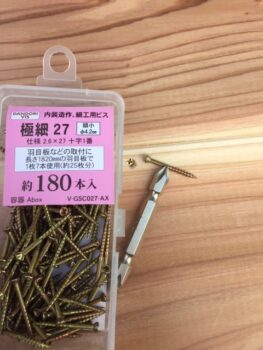 DANDORI VIS
内装造作、細工用ビス
極細 27
頭小
φ4.2㎜
仕様 2.6×27 十字1番
羽目板などの取付に
長さ1820㎜の羽目板で
1枚7本使用(約25枚分)
約180本入
容器 Abox
V-GSC027-AX